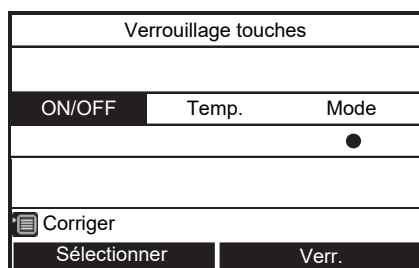 Verrouillage touches
ON/OFF Temp. Mode
Corriger
Sélectionner Verr.